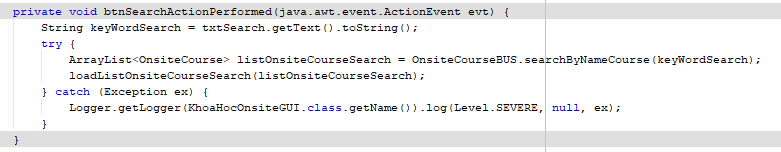 private void btnSearchActionPerformed(java.awt.event.ActionEvent evt) {
    String keyWordSearch = txtSearch.getText().toString();
    try {
        ArrayList<OnsiteCourse> listOnsiteCourseSearch = OnsiteCourseBUS.searchByNameCourse(keyWordSearch);
        loadListOnsiteCourseSearch(listOnsiteCourseSearch);
    } catch (Exception ex) {
        Logger.getLogger(KhoaHocOnsiteGUI.class.getName()).log(Level.SEVERE, null, ex);
    }
}